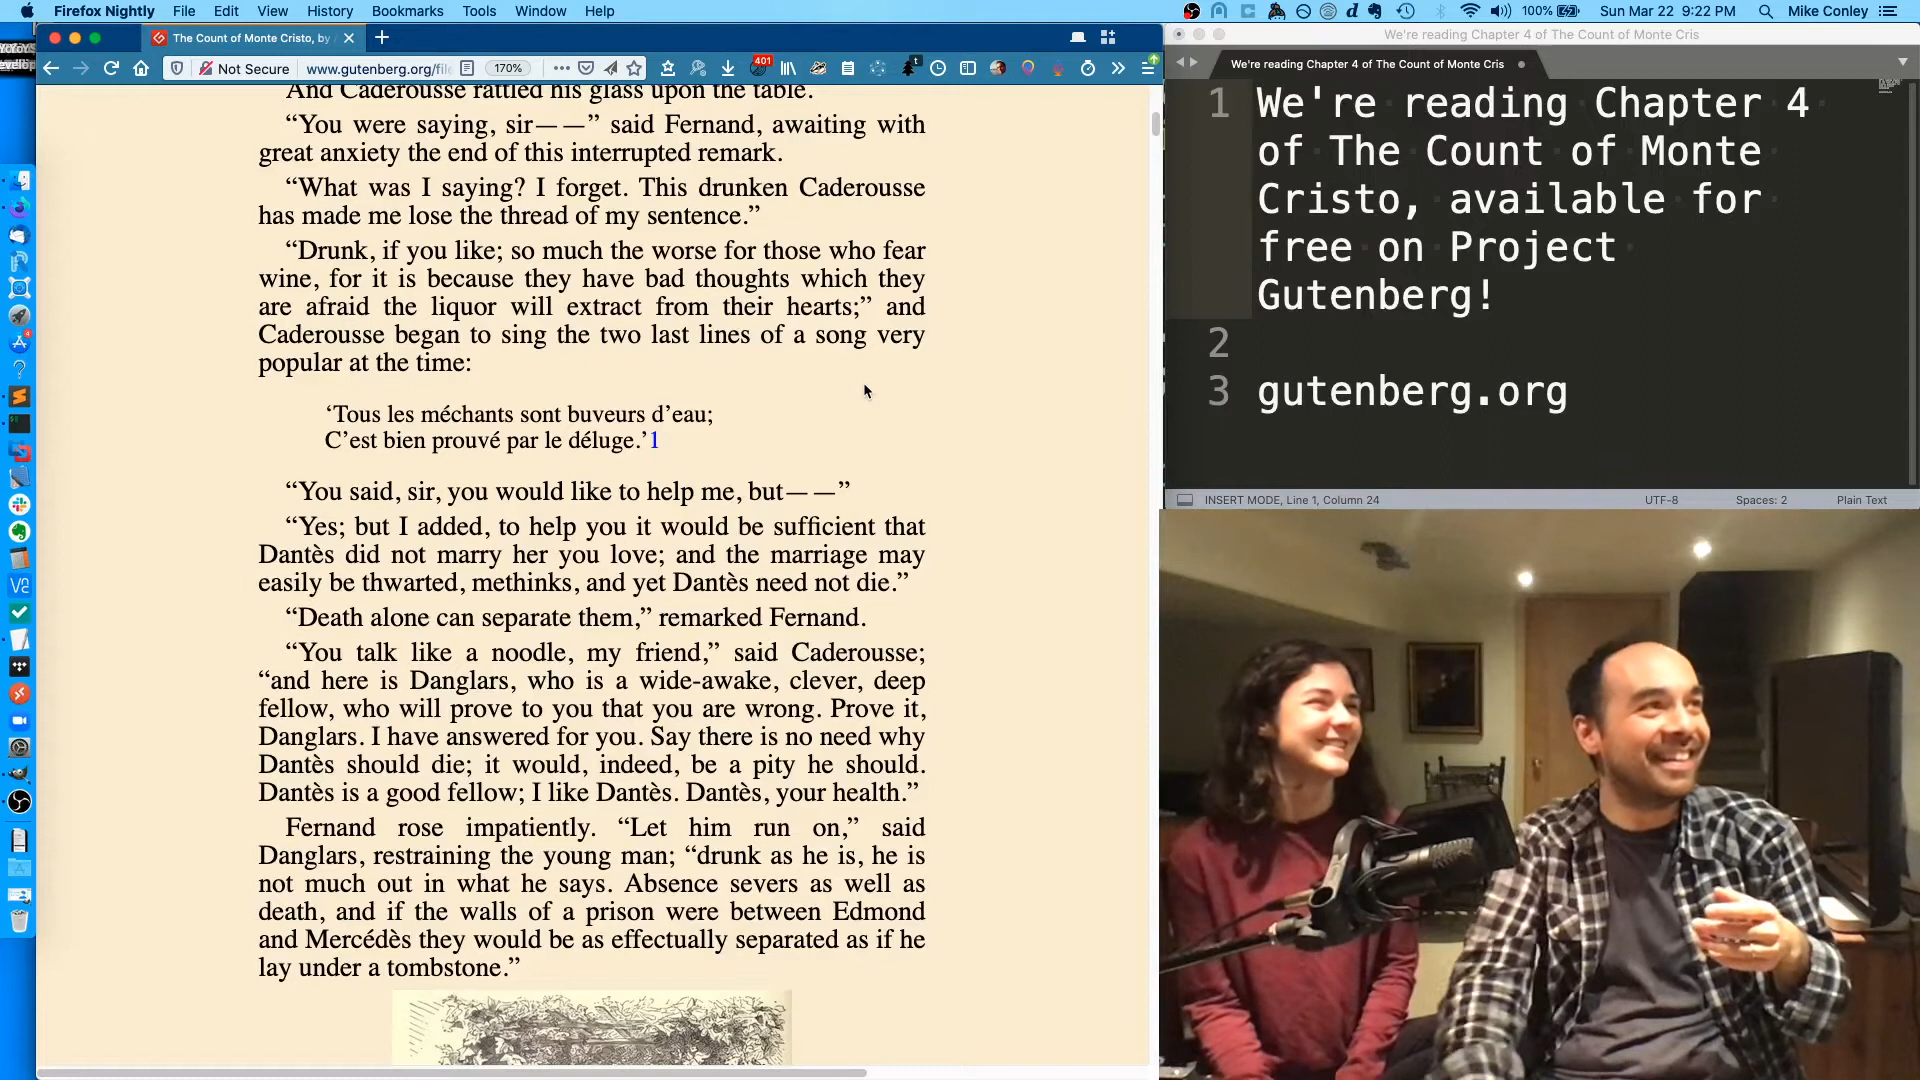 Firefox Nightly File Edit View History Bookmarks Tools Window Help
100% Sun Mar 22 9:22 PM Mike Conley
The Count of Monte Cristo, by
Not Secure www.gutenberg.org/file 170% 401
And Caderousse rattled his glass upon the table.
“You were saying, sir— —” said Fernand, awaiting with
great anxiety the end of this interrupted remark.
“What was I saying? I forget. This drunken Caderousse
has made me lose the thread of my sentence.”
“Drunk, if you like; so much the worse for those who fear
wine, for it is because they have bad thoughts which they
are afraid the liquor will extract from their hearts;” and
Caderousse began to sing the two last lines of a song very
popular at the time:
‘Tous les méchants sont buveurs d’eau;
C’est bien prouvé par le déluge.’1
“You said, sir, you would like to help me, but— —”
“Yes; but I added, to help you it would be sufficient that
Dantès did not marry her you love; and the marriage may
easily be thwarted, methinks, and yet Dantès need not die.”
“Death alone can separate them,” remarked Fernand.
“You talk like a noodle, my friend,” said Caderousse;
“and here is Danglars, who is a wide-awake, clever, deep
fellow, who will prove to you that you are wrong. Prove it,
Danglars. I have answered for you. Say there is no need why
Dantès should die; it would, indeed, be a pity he should.
Dantès is a good fellow; I like Dantès. Dantès, your health.”
Fernand rose impatiently. “Let him run on,” said
Danglars, restraining the young man; “drunk as he is, he is
not much out in what he says. Absence severs as well as
death, and if the walls of a prison were between Edmond
and Mercédès they would be as effectually separated as if he
lay under a tombstone.”
We're reading Chapter 4 of The Count of Monte Cris
We're reading Chapter 4 of The Count of Monte Cris
1 We're reading Chapter 4
of The Count of Monte
Cristo, available for
free on Project
Gutenberg!
2
3 gutenberg.org
INSERT MODE, Line 1, Column 24 UTF-8 Spaces: 2 Plain Text